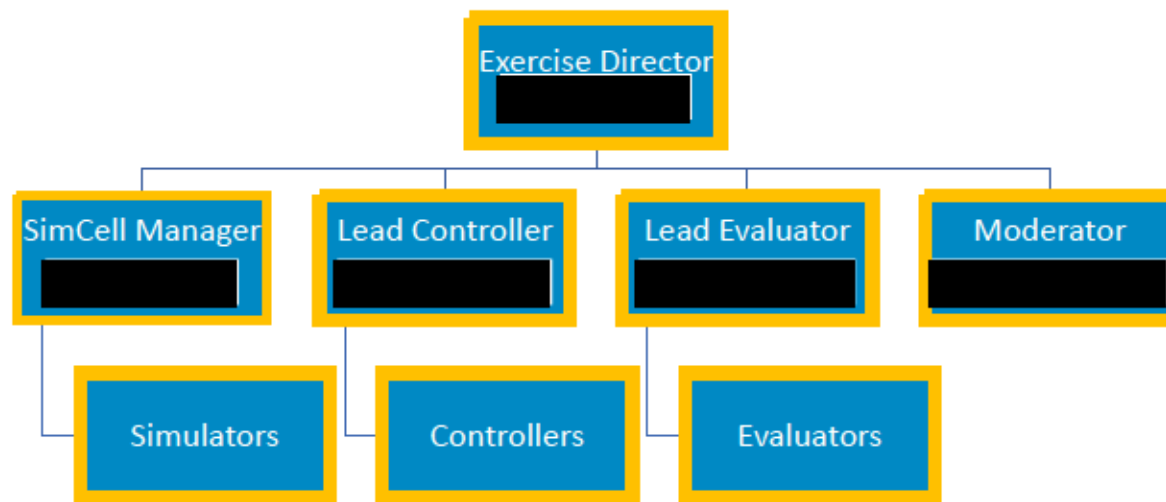 Exercise Director
SimCell Manager
Lead Controller
Lead Evaluator
Moderator
Simulators
Controllers
Evaluators